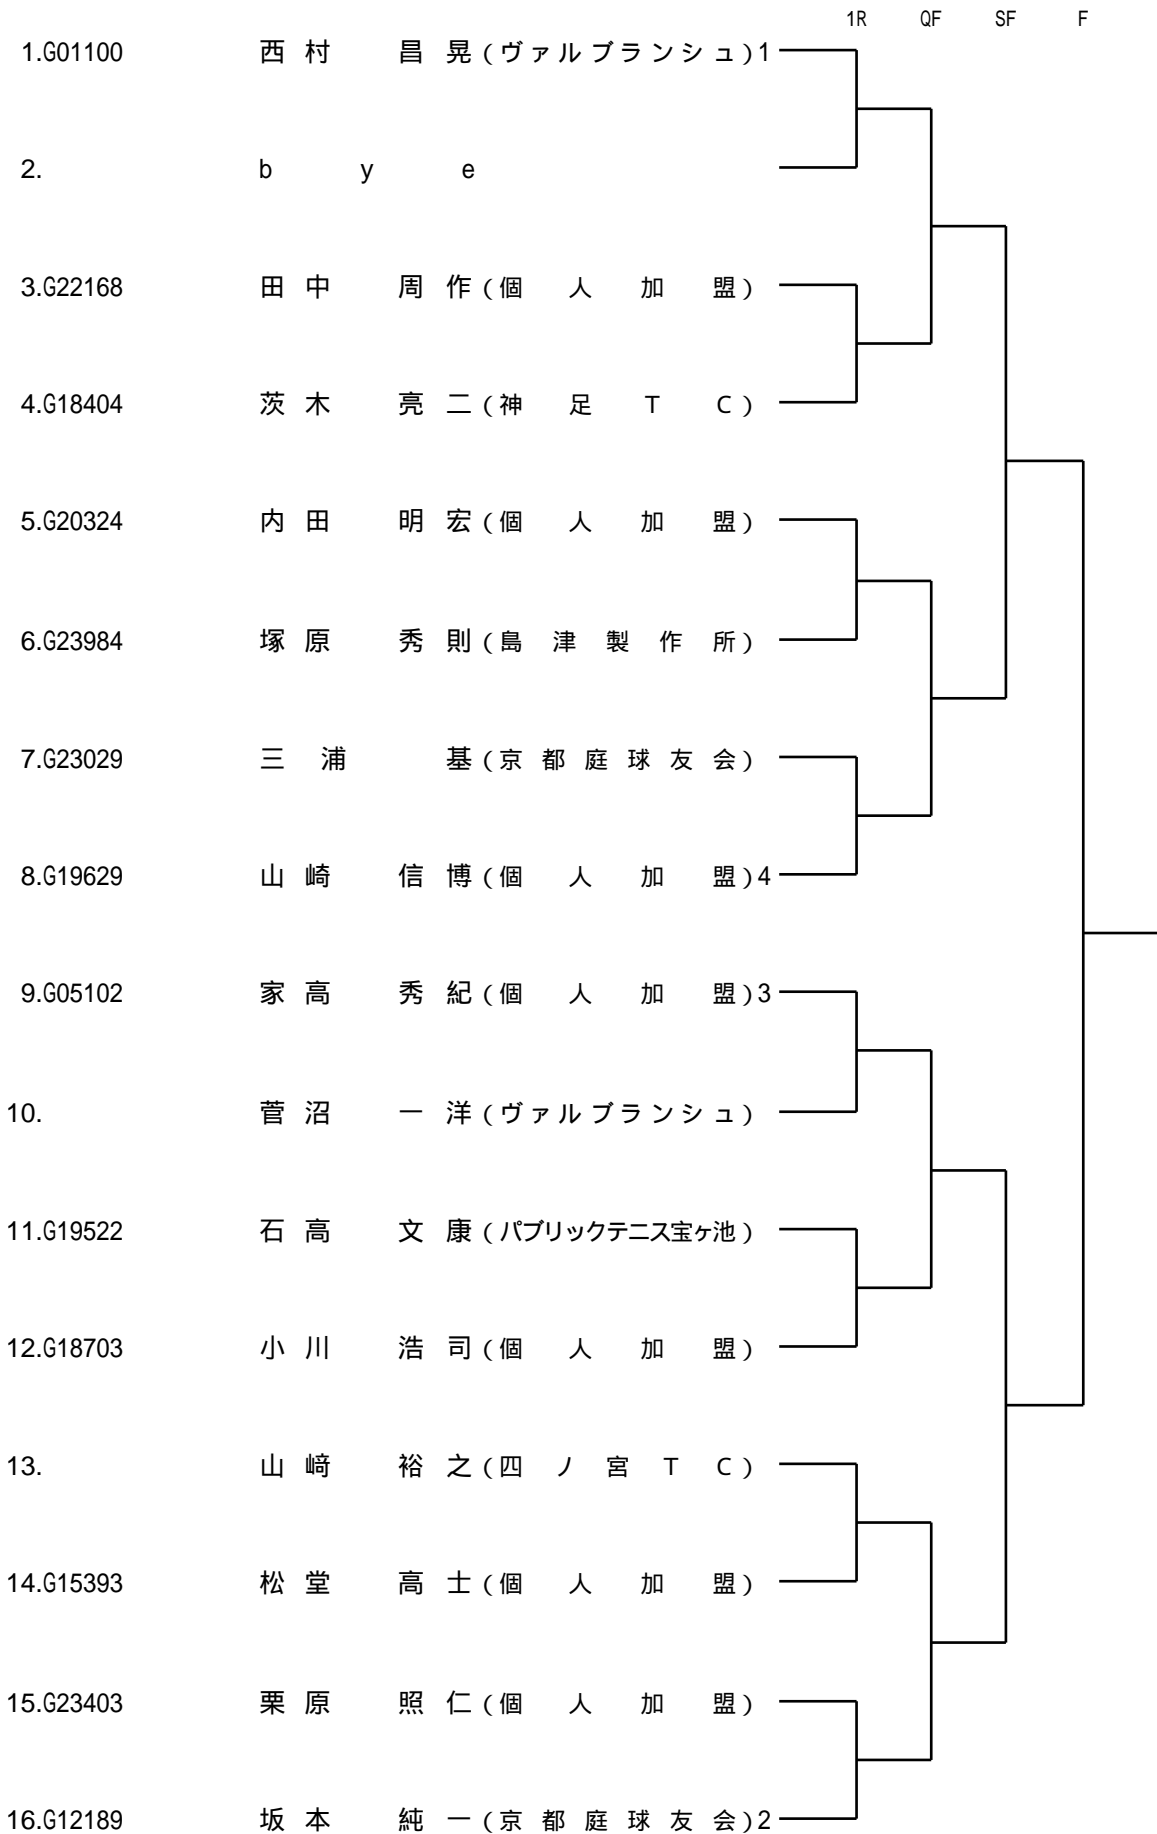 1R QF SF F
1.G01100 西村 昌晃(ヴァルブランシュ)1
2. bye
3.G22168 田中 周作(個人加盟)
4.G18404 茨木 亮二(神足TC)
5.G20324 内田 明宏(個人加盟)
6.G23984 塚原 秀則(島津製作所)
7.G23029 三浦 基(京都庭球友会)
8.G19629 山崎 信博(個人加盟)4
9.G05102 家高 秀紀(個人加盟)3
10. 菅沼 一洋(ヴァルブランシュ)
11.G19522 石高 文康(パブリックテニス宝ヶ池)
12.G18703 小川 浩司(個人加盟)
13. 山﨑 裕之(四ノ宮TC)
14.G15393 松堂 高士(個人加盟)
15.G23403 栗原 照仁(個人加盟)
16.G12189 坂本 純一(京都庭球友会)2